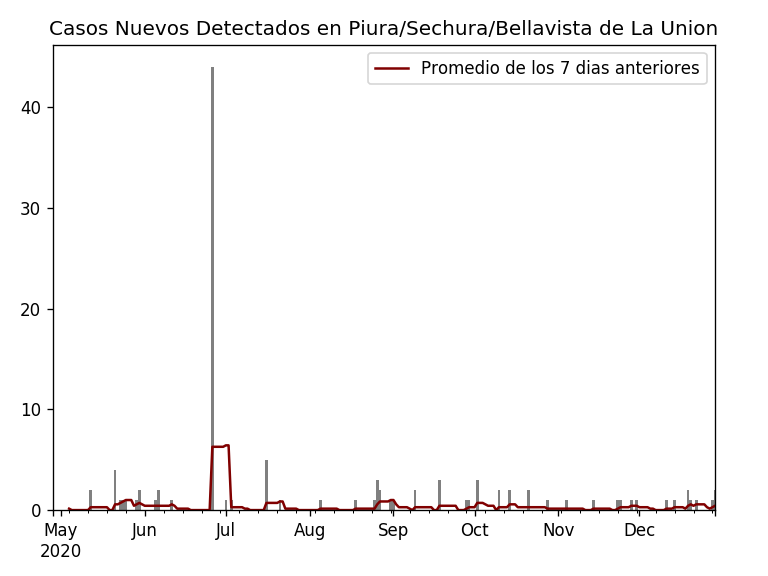 Casos Nuevos Detectados en Piura/Sechura/Bellavista de La Union
Promedio de los 7 dias anteriores
40
30
20
10
0
May Jun Jul Aug Sep Oct Nov Dec
2020